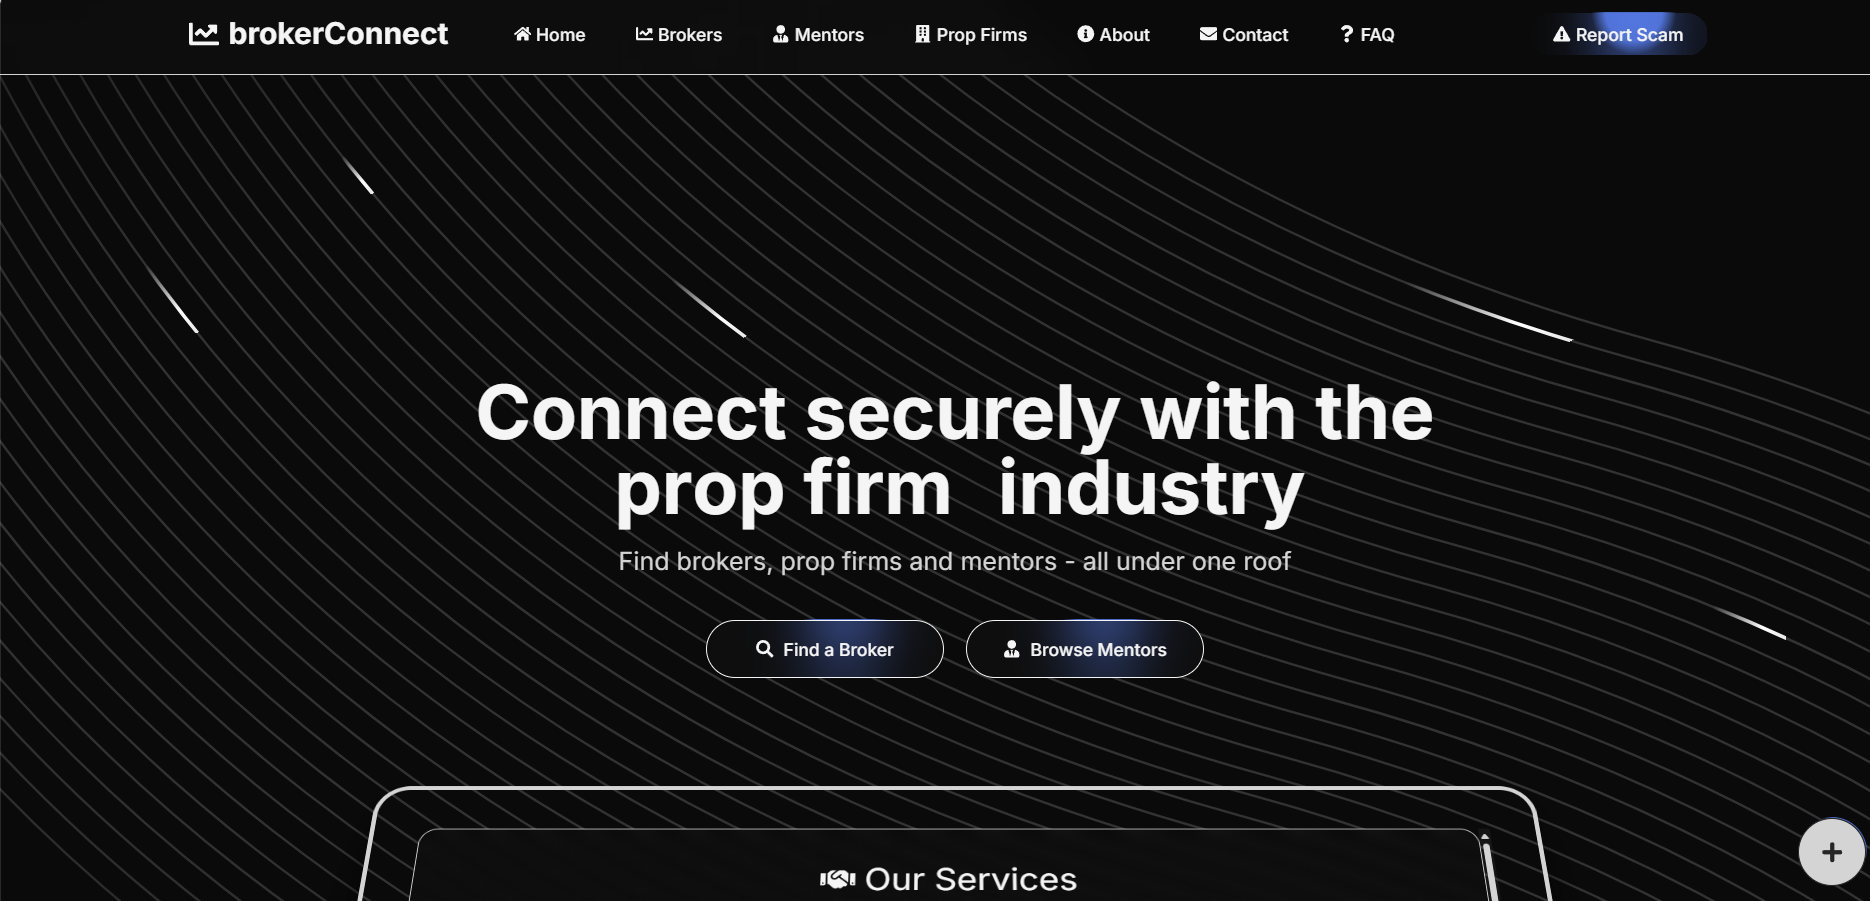 brokerConnect
Home
Brokers
Mentors
Prop Firms
About
Contact
FAQ
Report Scam
Connect securely with the
prop firm industry
Find brokers, prop firms and mentors - all under one roof
Find a Broker
Browse Mentors
Our Services